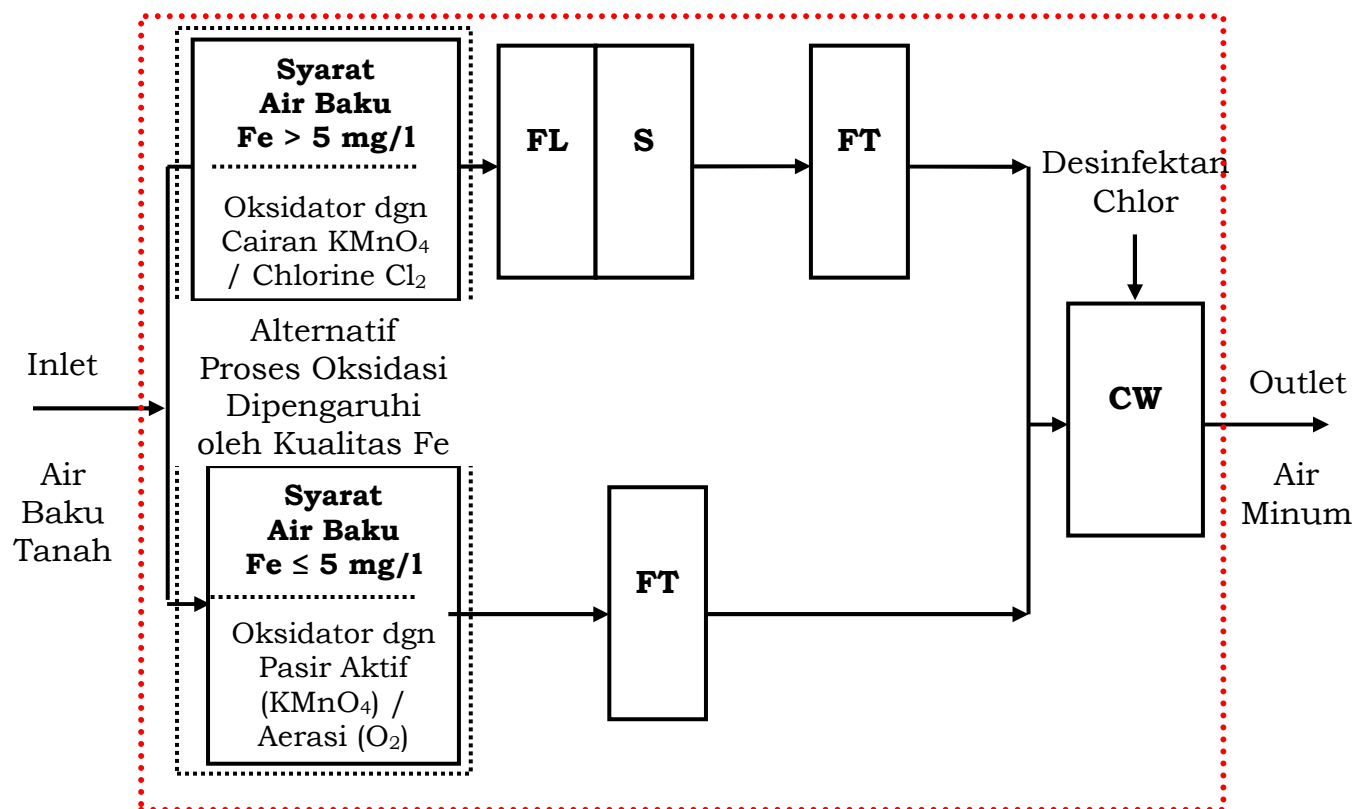 Syarat
Air Baku
Fe > 5 mg/l
Oksidator dgn
Cairan KMnO₄
/ Chlorine Cl₂
FL
S
FT
Desinfektan
Chlor
Alternatif
Proses Oksidasi
Dipengaruhi
oleh Kualitas Fe
Inlet
Air
Baku
Tanah
CW
Outlet
Air
Minum
Syarat
Air Baku
Fe ≤ 5 mg/l
Oksidator dgn
Pasir Aktif
(KMnO₄) /
Aerasi (O₂)
FT